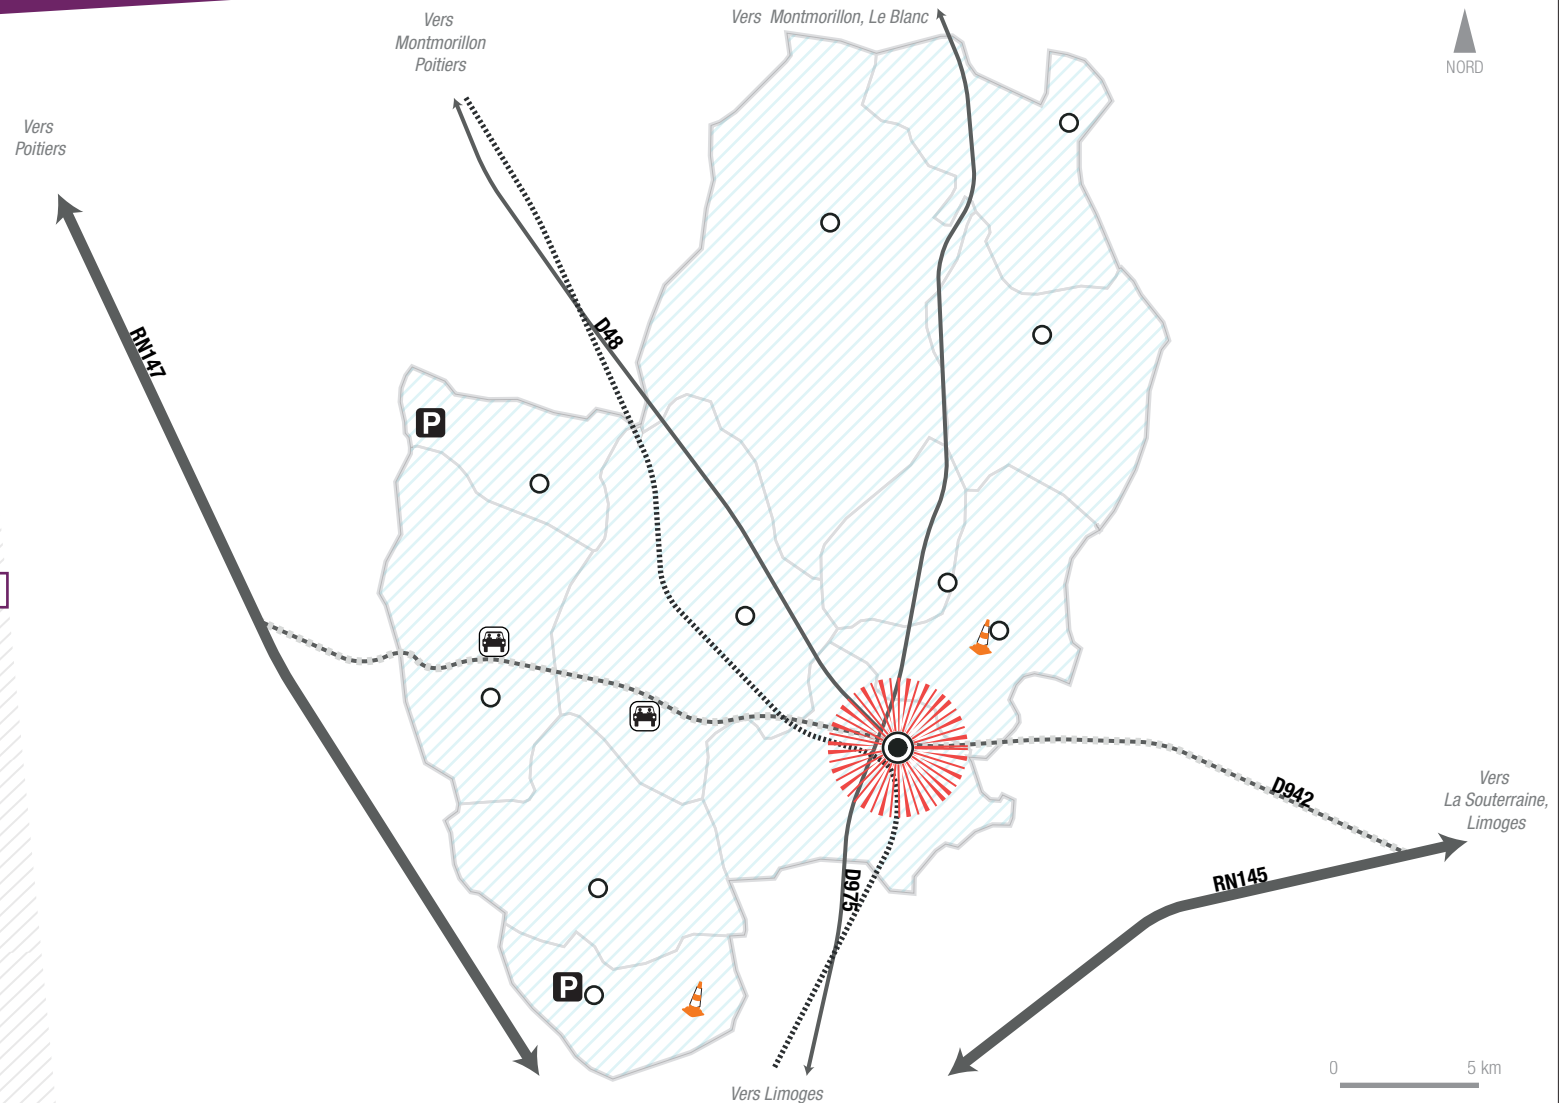 Vers
Montmorillon
Poitiers
Vers Montmorillon, Le Blanc
NORD
Vers
Poitiers
RN147
D48
P
D942
Vers
La Souterraine,
Limoges
RN145
D975
P
0 5 km
Vers Limoges